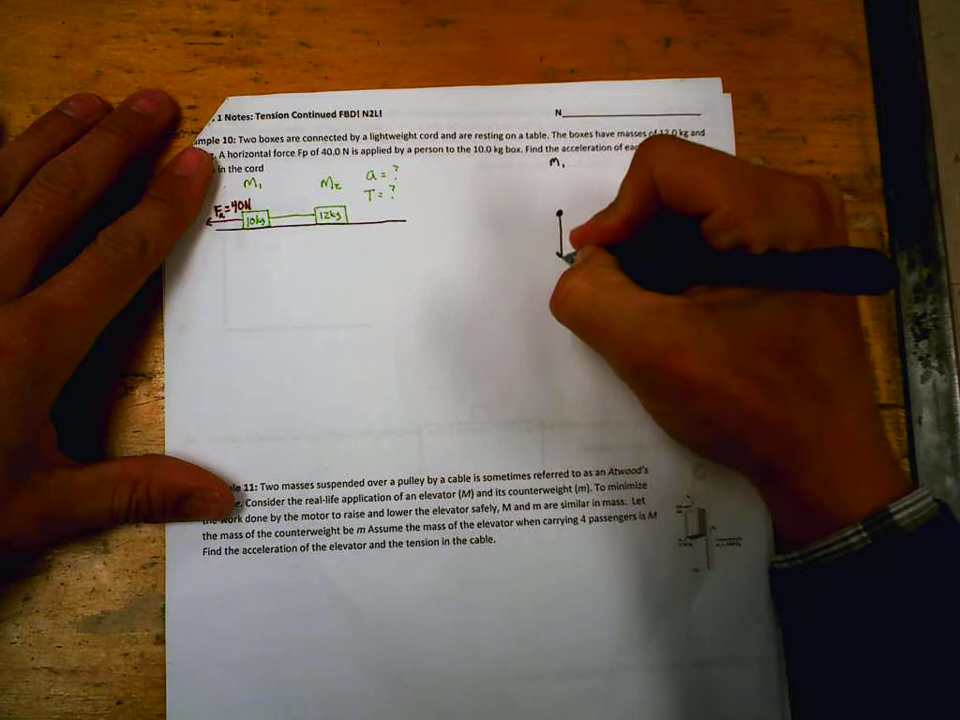 .1 Notes: Tension Continued FBD! N2L!
N
mple 10: Two boxes are connected by a lightweight cord and are resting on a table. The boxes have masses of 12.0 kg and
A horizontal force Fp of 40.0 N is applied by a person to the 10.0 kg box. Find the acceleration of
in the cord
M₁
M₁ M₂ a = ?
T = ?
Fa=40N
10kg 12kg
le 11: Two masses suspended over a pulley by a cable is sometimes referred to as an Atwood's
Consider the real-life application of an elevator (M) and its counterweight (m). To minimize
the work done by the motor to raise and lower the elevator safely, M and m are similar in mass. Let
the mass of the counterweight be m Assume the mass of the elevator when carrying 4 passengers is M
Find the acceleration of the elevator and the tension in the cable.